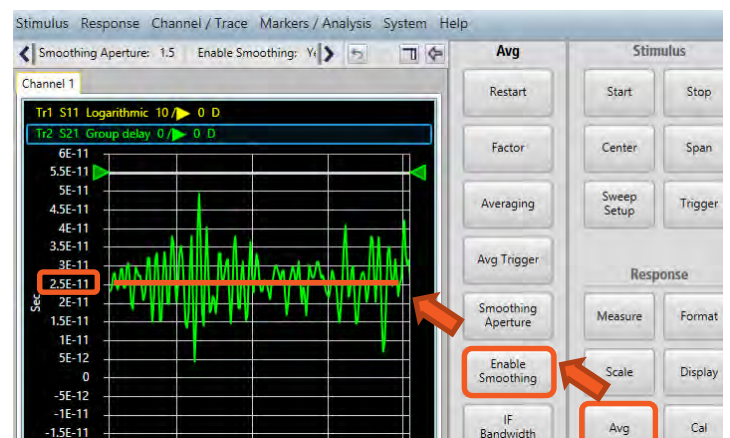 Stimulus Response Channel / Trace Markers / Analysis System Help
Smoothing Aperture: 1.5 Enable Smoothing:
Channel 1
Tr1 S11 Logarithmic 10 / 0 D
Tr2 S21 Group delay 0 / 0 D
6E-11
5.5E-11
5E-11
4.5E-11
4E-11
3.5E-11
3E-11
2.5E-11
2E-11
1.5E-11
1E-11
5E-12
0
-5E-12
-1E-11
-1.5E-11
Sec
Avg
Restart
Factor
Averaging
Avg Trigger
Smoothing
Aperture
Enable
Smoothing
IF
Bandwidth
Stimulus
Start Stop
Center Span
Sweep
Setup
Trigger
Response
Measure Format
Scale Display
Avg Cal